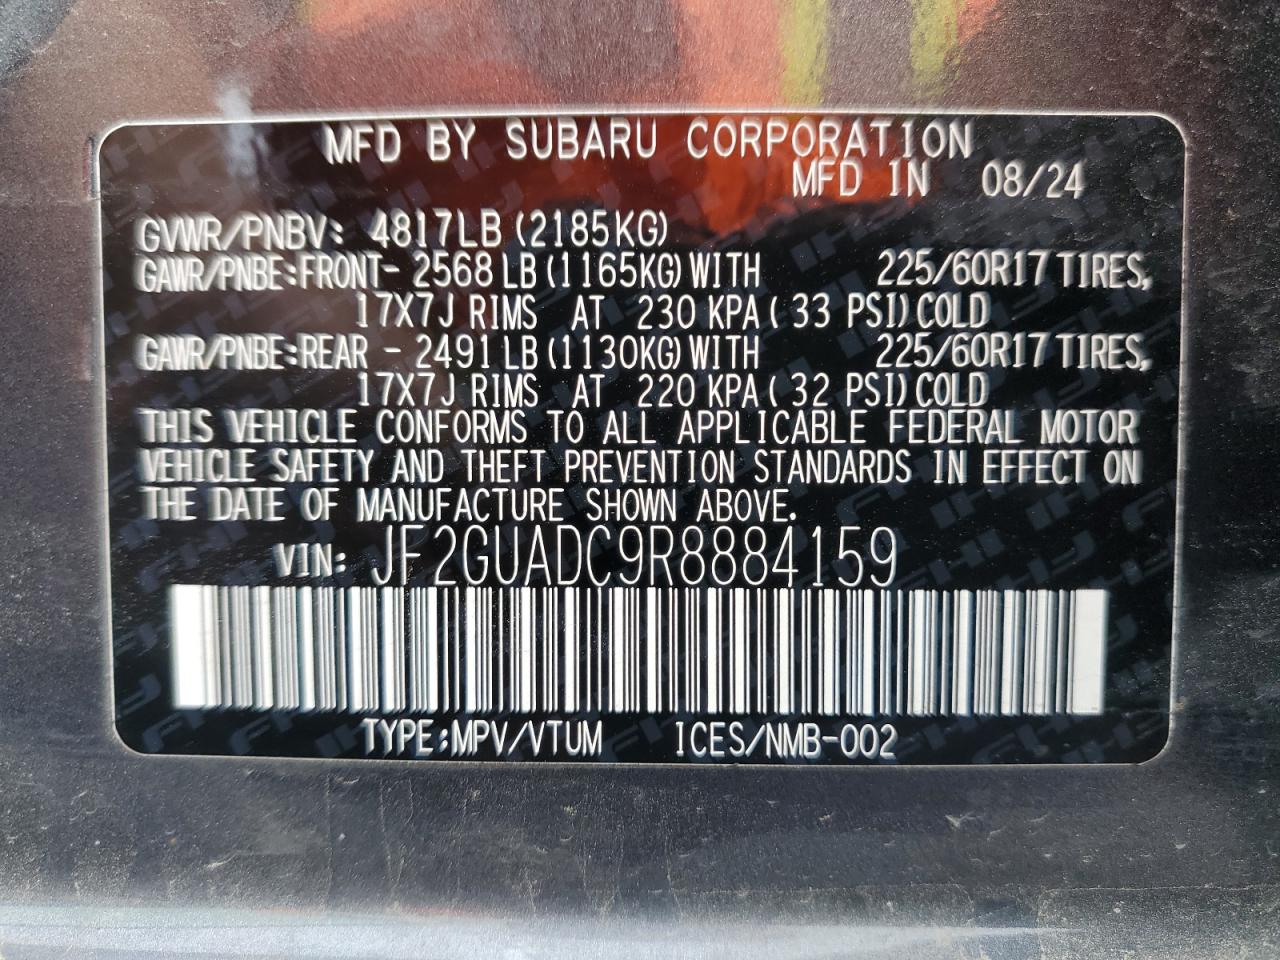 MFD BY SUBARU CORPORATION
MFD IN 08/24
GVWR/PNBV: 4817LB (2185KG)
GAWR/PNBE:FRONT- 2568 LB (1165KG) WITH 225/60R17 TIRES,
17X7J RIMS AT 230 KPA ( 33 PSI) COLD
GAWR/PNBE:REAR - 2491 LB (1130KG) WITH 225/60R17 TIRES,
17X7J RIMS AT 220 KPA ( 32 PSI) COLD
THIS VEHICLE CONFORMS TO ALL APPLICABLE FEDERAL MOTOR
VEHICLE SAFETY AND THEFT PREVENTION STANDARDS IN EFFECT ON
THE DATE OF MANUFACTURE SHOWN ABOVE.
VIN: JF2GUADC9R8884159
TYPE:MPV/VTUM ICES/NMB-002